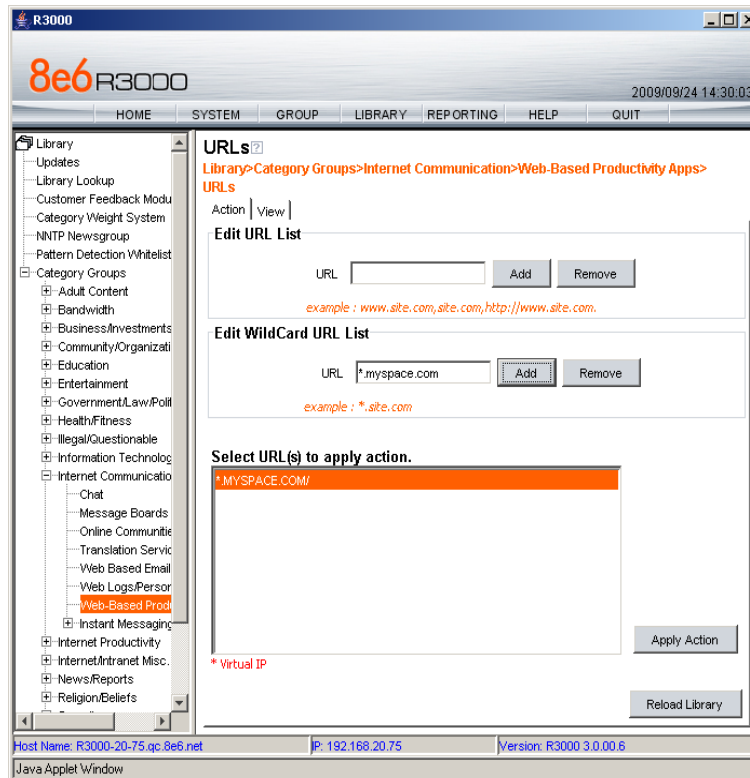 R3000
8e6 R3000
2009/09/24 14:30:03
HOME SYSTEM GROUP LIBRARY REPORTING HELP QUIT
Library
Updates
Library Lookup
Customer Feedback Modu
Category Weight System
NNTP Newsgroup
Pattern Detection Whitelist
Category Groups
Adult Content
Bandwidth
Business/Investments
Community/Organizati
Education
Entertainment
Government/Law/Polit
Health/Fitness
Illegal/Questionable
Information Technolog
Internet Communicatio
Chat
Message Boards
Online Communitie
Translation Servic
Web Based Email
Web Logs/Person
Web-Based Produ
Instant Messaging
Internet Productivity
Internet/Intranet Misc.
News/Reports
Religion/Beliefs
URLs?
Library>Category Groups>Internet Communication>Web-Based Productivity Apps>
URLs
Action View
Edit URL List
URL Add Remove
example : www.site.com,site.com,http://www.site.com.
Edit WildCard URL List
URL *.myspace.com Add Remove
example : *.site.com
Select URL(s) to apply action.
*.MYSPACE.COM/
Apply Action
* Virtual IP
Reload Library
Host Name: R3000-20-75.qc.8e6.net IP: 192.168.20.75 Version: R3000 3.0.00.6
Java Applet Window